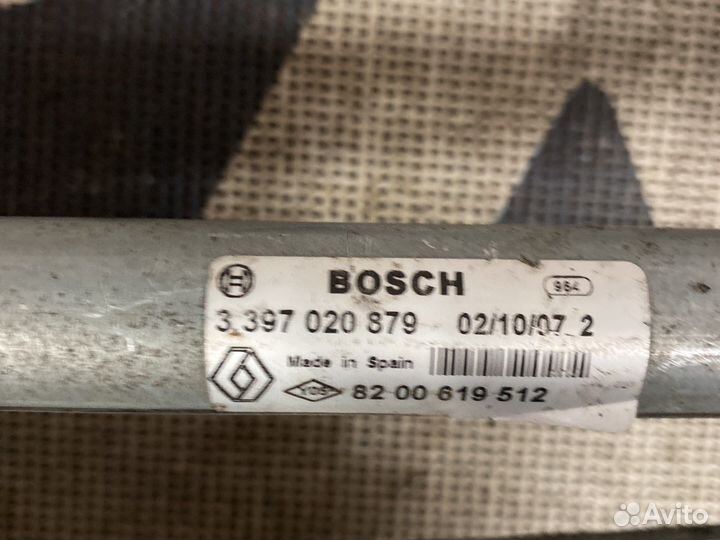 BOSCH 984
3 397 020 879 02/10/07 2
Made in Spain
82 00 619 512
Avito